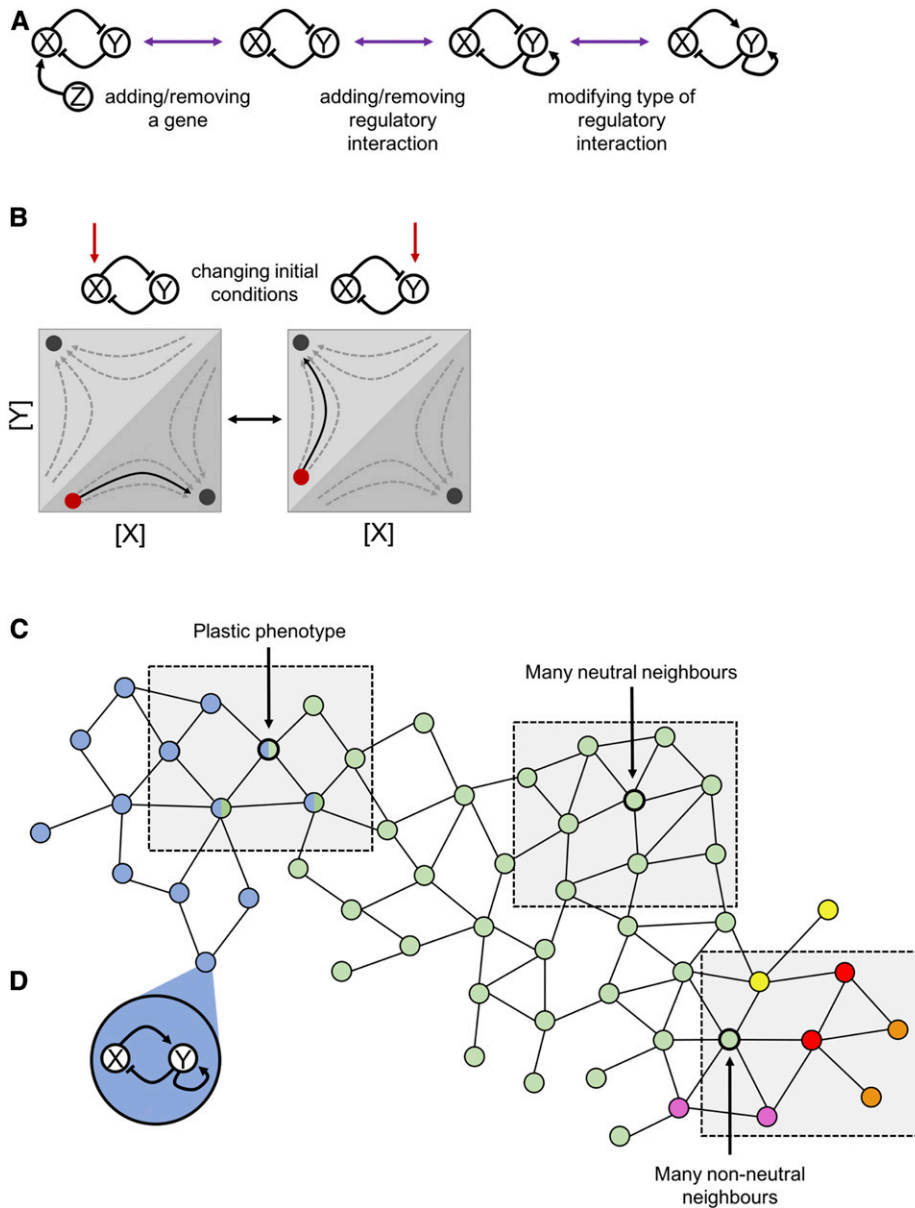 A
X Y X Y X Y X Y
Z
adding/removing
a gene
adding/removing
regulatory
interaction
modifying type of
regulatory
interaction
B
X Y
changing initial
conditions
X Y
[Y]
[X]
[X]
C
Plastic phenotype
Many neutral neighbours
D
X Y
Many non-neutral
neighbours